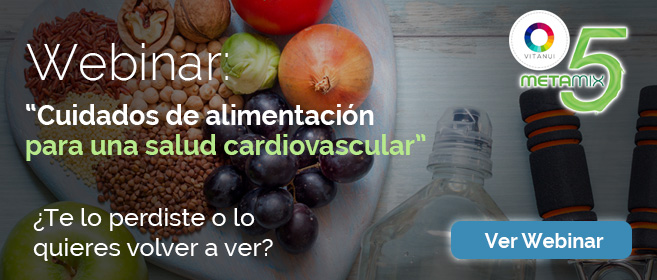 Webinar:
VITANUI
METAMIX
5
“Cuidados de alimentación
para una salud cardiovascular”
¿Te lo perdiste o lo
quieres volver a ver?
Ver Webinar